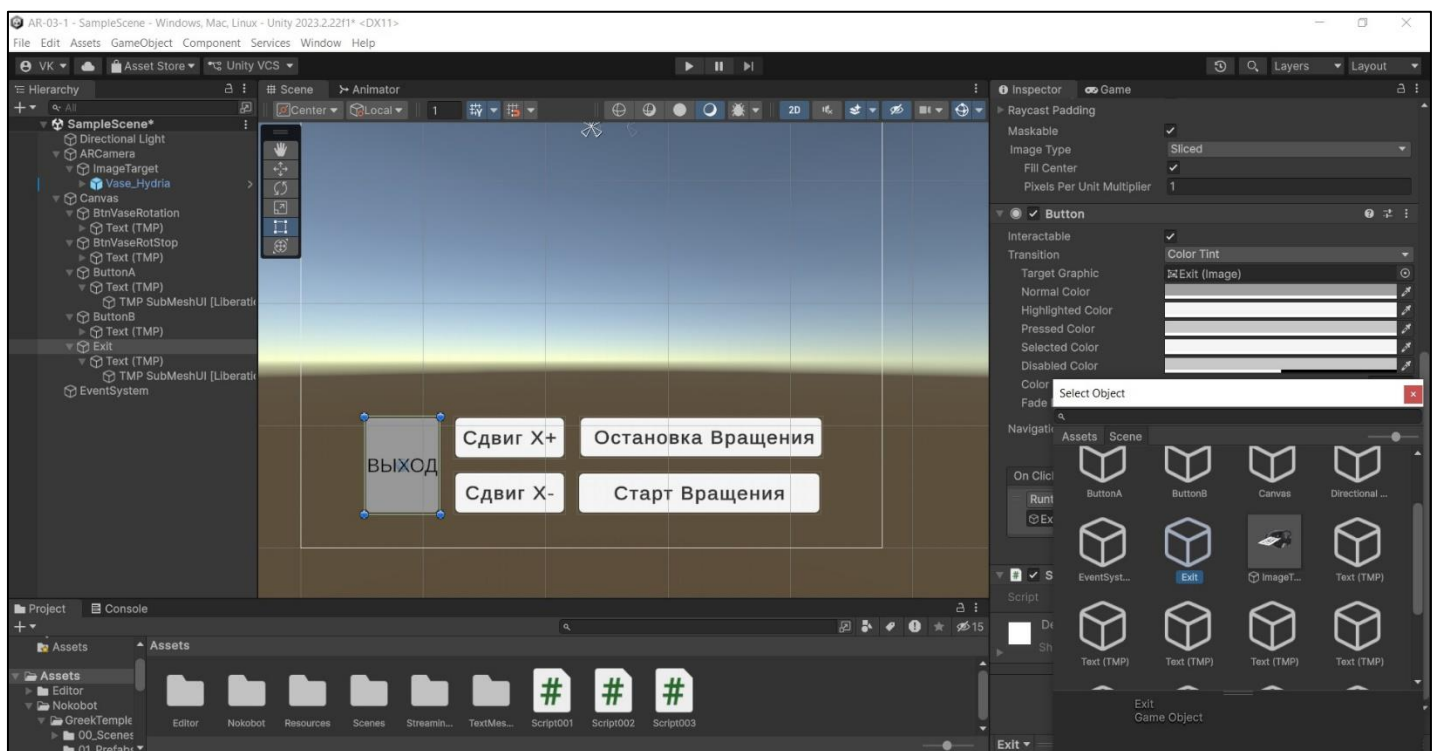 AR-03-1 - SampleScene - Windows, Mac, Linux - Unity 2023.2.22f1* <DX11>
File Edit Assets GameObject Component Services Window Help
VK Asset Store Unity VCS Layers Layout
Hierarchy
All
SampleScene*
Directional Light
ARCamera
ImageTarget
Vase_Hydria
Canvas
BtnVaseRotation
Text (TMP)
BtnVaseRotStop
Text (TMP)
ButtonA
Text (TMP)
TMP SubMeshUI [Liberati
ButtonB
Text (TMP)
Exit
Text (TMP)
TMP SubMeshUI [Liberati
EventSystem
Scene Animator
Center Local 1 2D
ВЫХОД
Сдвиг X+
Остановка Вращения
Сдвиг X-
Старт Вращения
Inspector Game
Raycast Padding
Maskable
Image Type Sliced
Fill Center
Pixels Per Unit Multiplier 1
Button
Interactable
Transition Color Tint
Target Graphic Exit (Image)
Normal Color
Highlighted Color
Pressed Color
Selected Color
Disabled Color
Color
Fade
Navigati
On Clic
Runt
Ex
S
Script
De
Sh
Exit
Select Object
Assets Scene
ButtonA ButtonB Canvas Directional ...
EventSyst... Exit ImageT... Text (TMP)
Text (TMP) Text (TMP) Text (TMP) Text (TMP)
Exit
Game Object
Project Console
15
Assets
Assets
Editor
Nokobot
GreekTemple
00_Scenes
01_Prefabs
Assets
Editor Nokobot Resources Scenes Streamin... TextMes... Script001 Script002 Script003